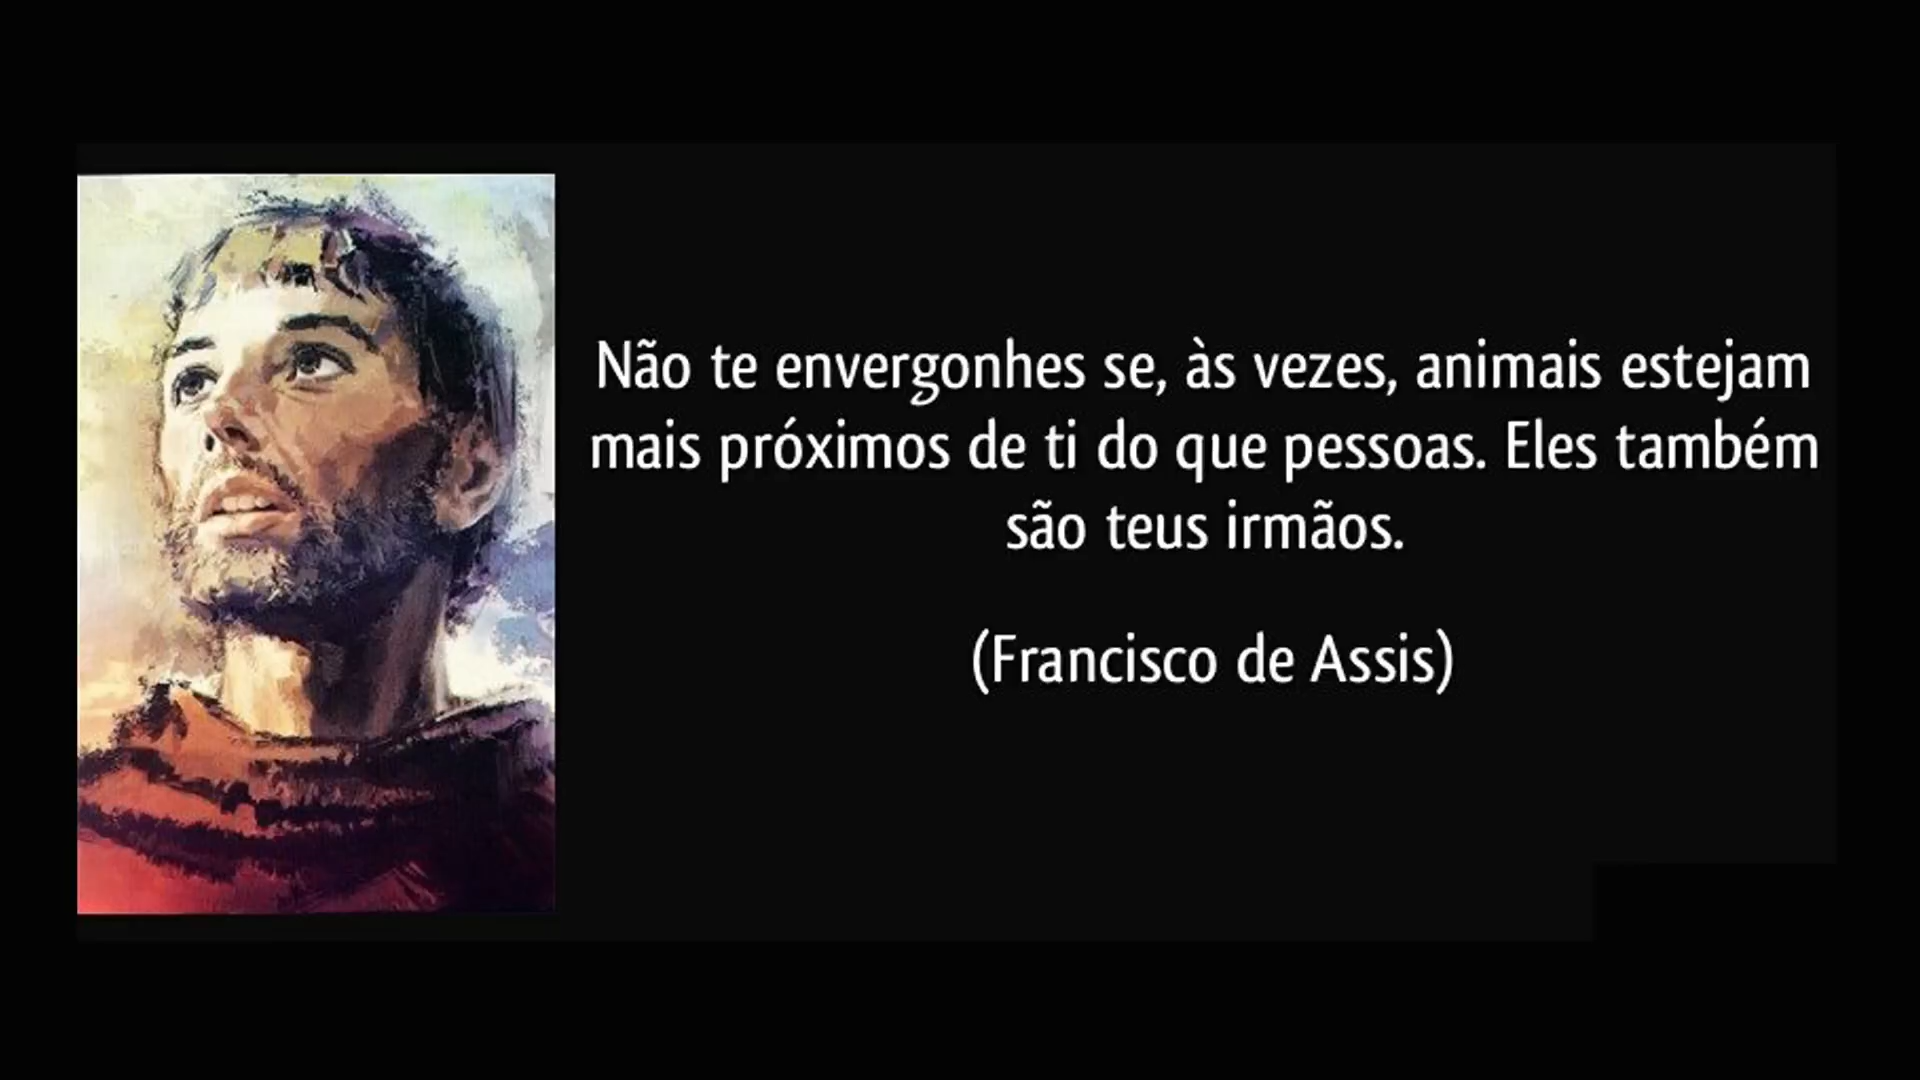 Não te envergonhes se, às vezes, animais estejam
mais próximos de ti do que pessoas. Eles também
são teus irmãos.
(Francisco de Assis)